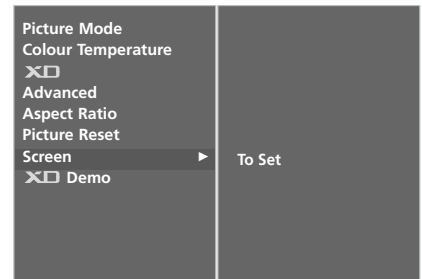 Picture Mode
Colour Temperature
XD
Advanced
Aspect Ratio
Picture Reset
Screen ► To Set
XD Demo